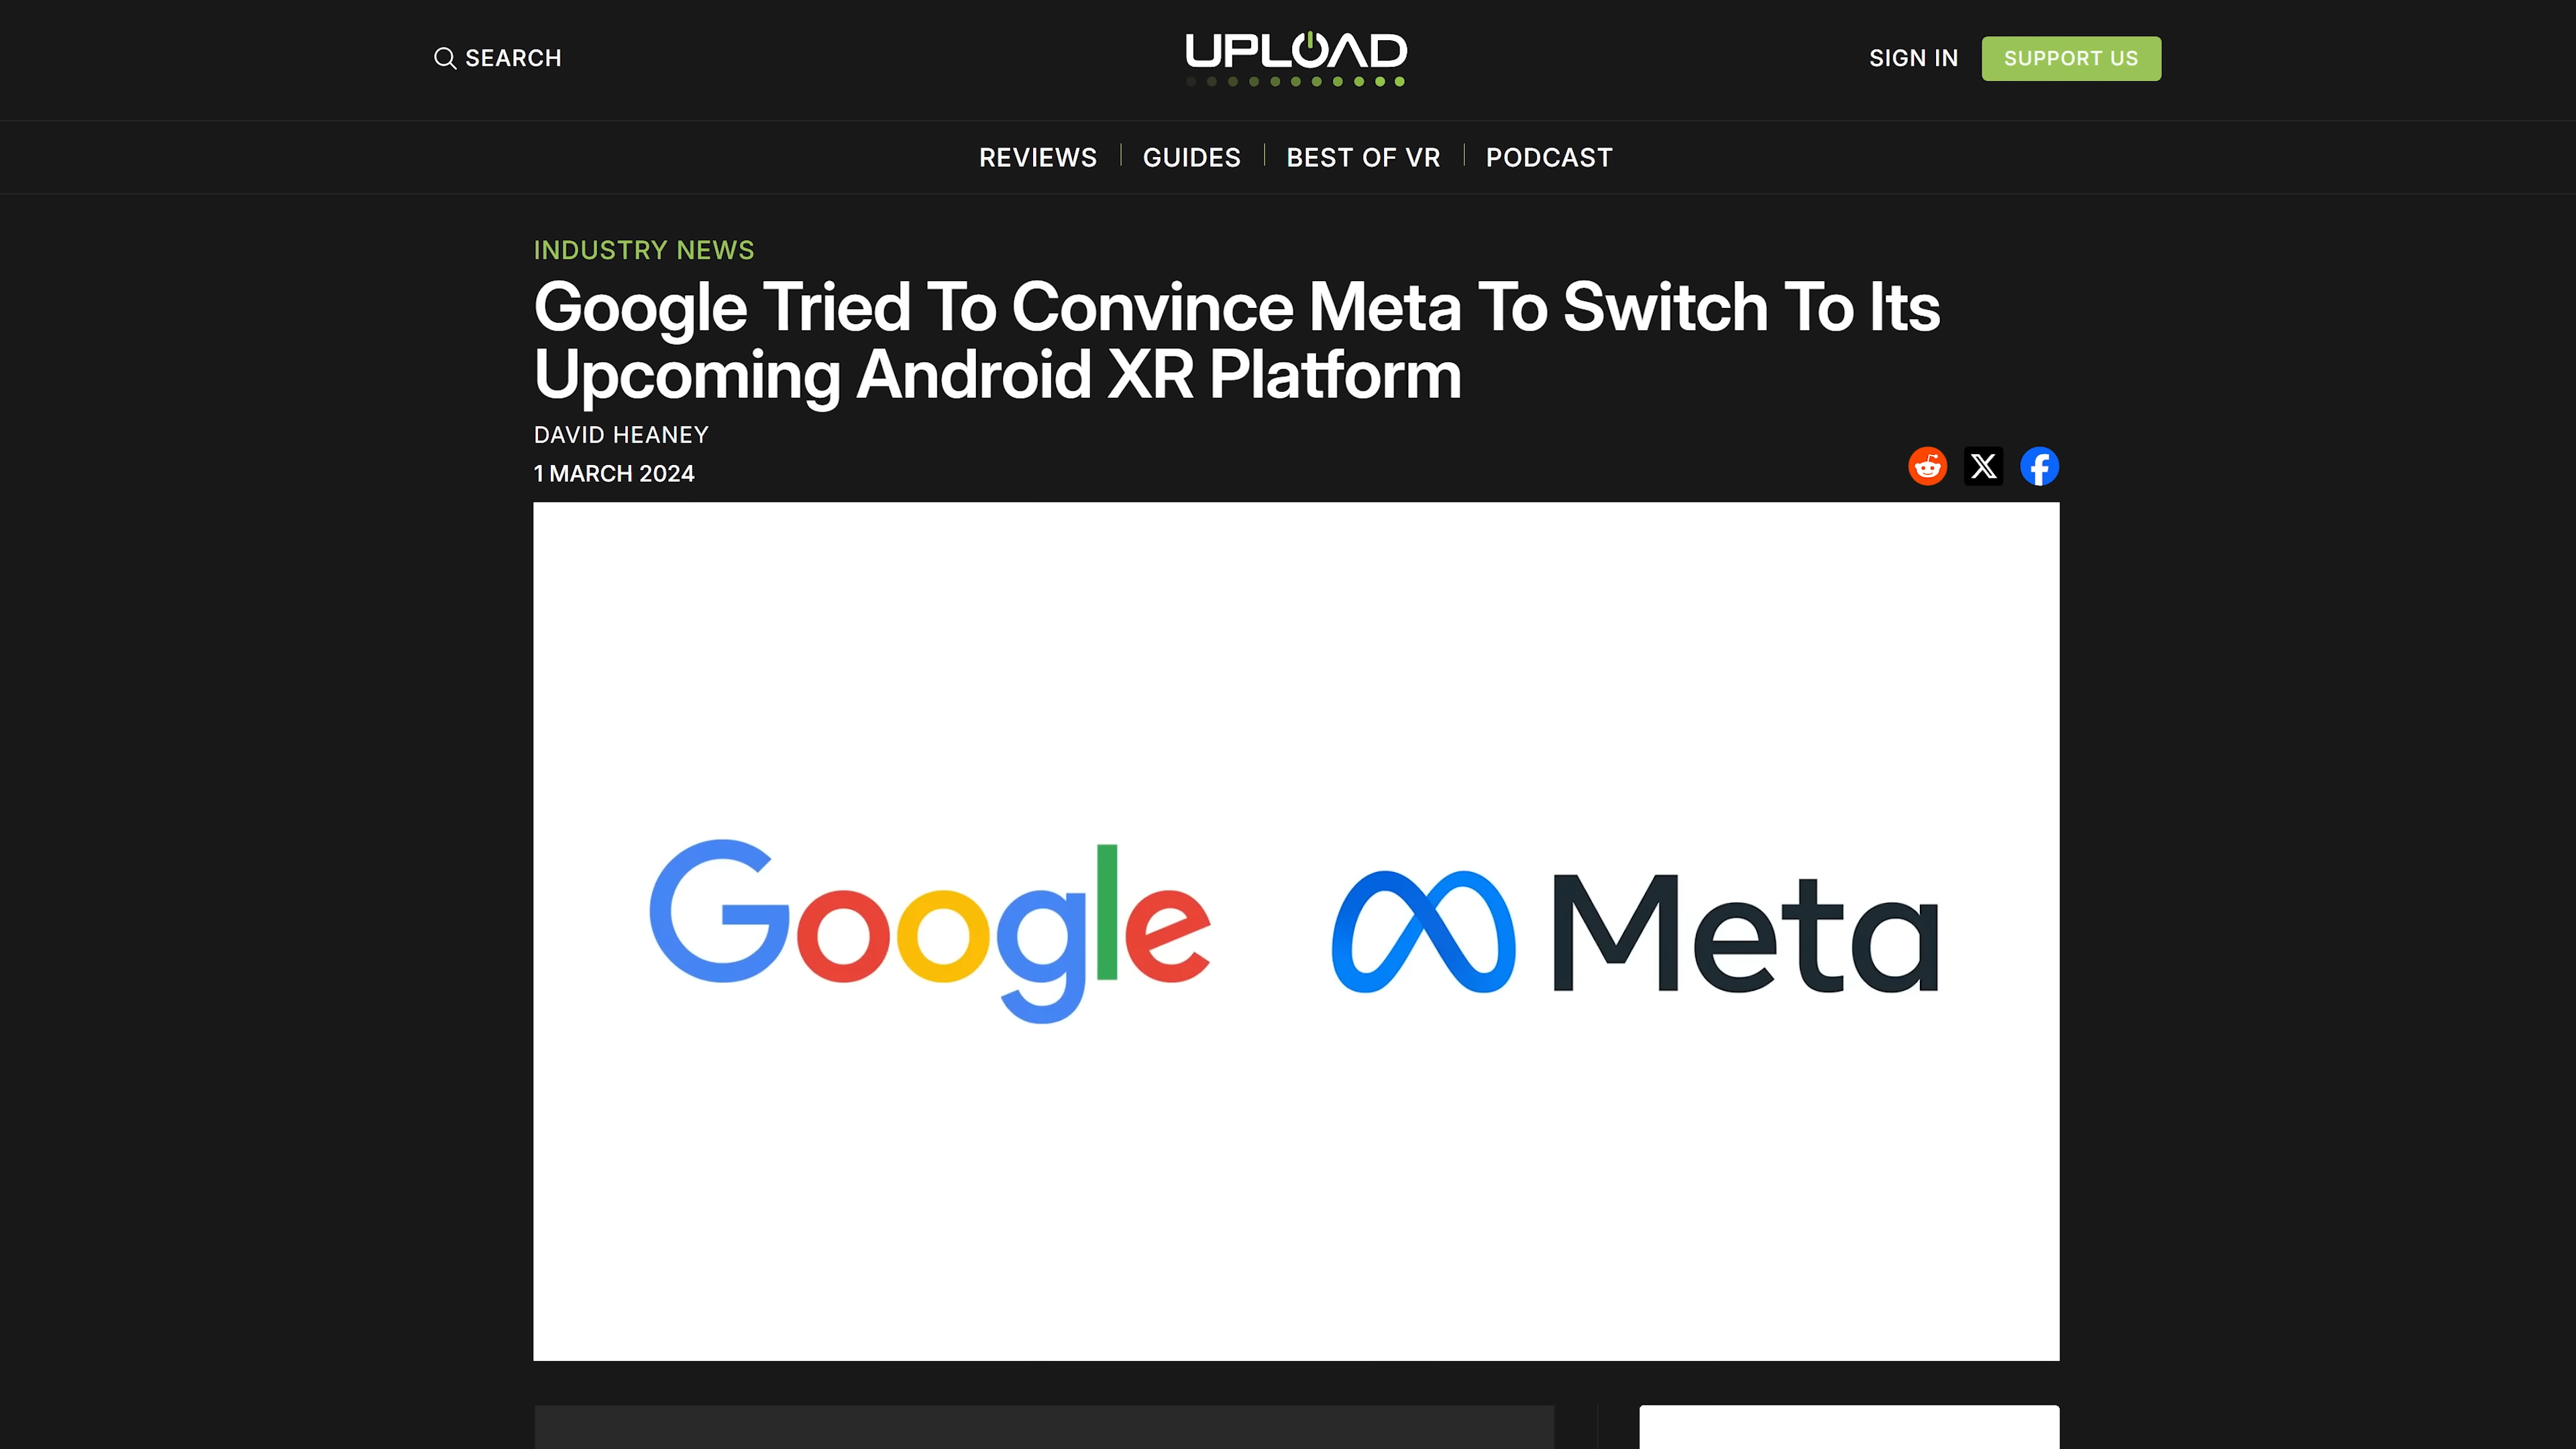 SEARCH
UPLOAD
SIGN IN
SUPPORT US
REVIEWS
GUIDES
BEST OF VR
PODCAST
INDUSTRY NEWS
Google Tried To Convince Meta To Switch To Its
Upcoming Android XR Platform
DAVID HEANEY
1 MARCH 2024
Google
Meta